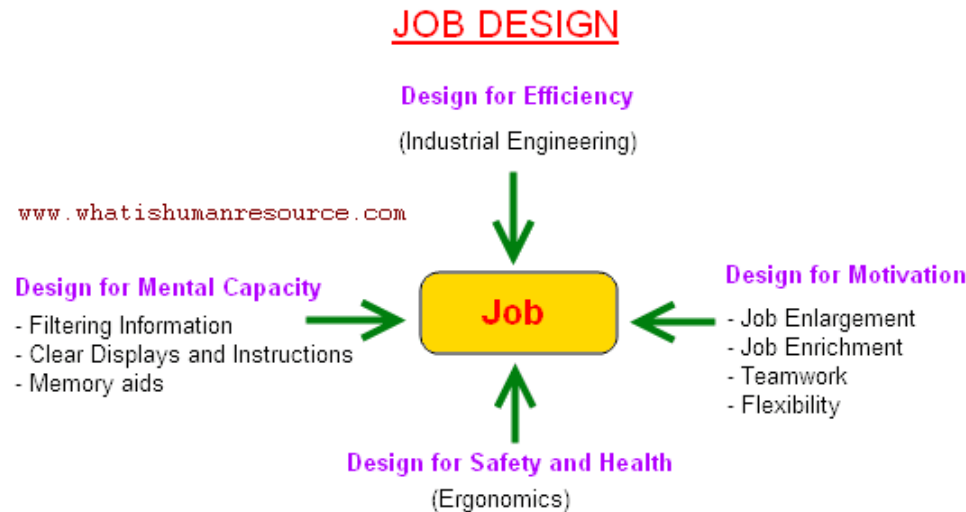 JOB DESIGN
Design for Efficiency
(Industrial Engineering)
www.whatishumanresource.com
Design for Mental Capacity
- Filtering Information
- Clear Displays and Instructions
- Memory aids
Job
Design for Motivation
- Job Enlargement
- Job Enrichment
- Teamwork
- Flexibility
Design for Safety and Health
(Ergonomics)